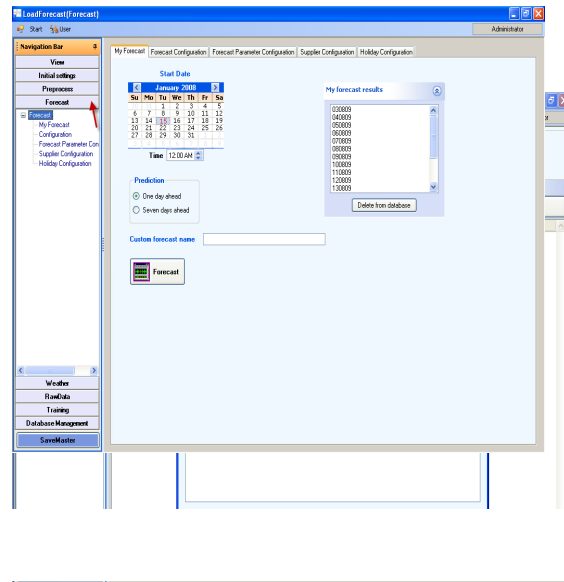 LoadForecast(Forecast)
Start User
Administrator
Navigation Bar
View
Initial settings
Preprocess
Forecast
Forecast
My Forecast
Configuration
Forecast Parameter Con
Supplier Configuration
Holiday Configuration
Weather
RawData
Training
Database Management
SaveMaster
My Forecast Forecast Configuration Forecast Parameter Configuration Supplier Configuration Holiday Configuration
Start Date
January 2008
Su Mo Tu We Th Fr Sa
1 2 3 4 5
6 7 8 9 10 11 12
13 14 15 16 17 18 19
20 21 22 23 24 25 26
27 28 29 30 31
Time 12:00 AM
Prediction
One day ahead
Seven days ahead
Custom forecast name
Forecast
My forecast results
030809
040809
050809
060809
070809
080809
090809
100809
110809
120809
130809
Delete from database